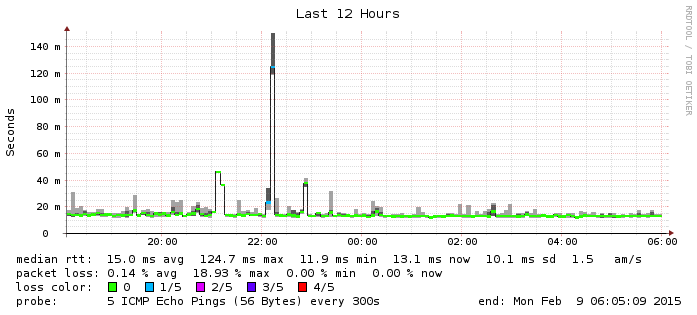 Last 12 Hours
RRDTOOL / TOBI OETIKER
Seconds
140 m
120 m
100 m
80 m
60 m
40 m
20 m
0
20:00 22:00 00:00 02:00 04:00 06:00
median rtt: 15.0 ms avg 124.7 ms max 11.9 ms min 13.1 ms now 10.1 ms sd 1.5 am/s
packet loss: 0.14 % avg 18.93 % max 0.00 % min 0.00 % now
loss color: 0 1/5 2/5 3/5 4/5
probe: 5 ICMP Echo Pings (56 Bytes) every 300s end: Mon Feb 9 06:05:09 2015